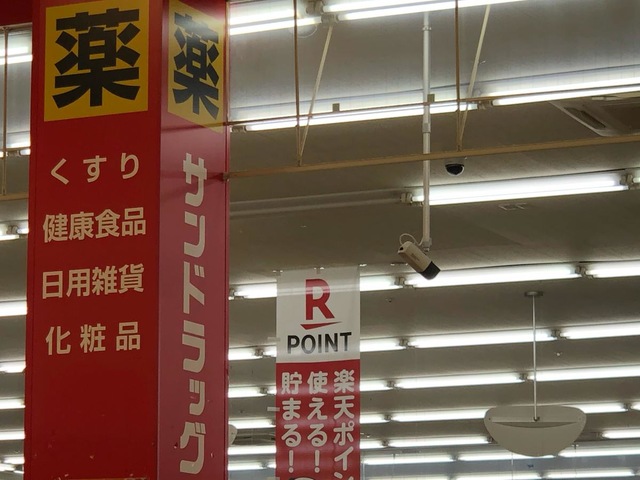 薬
くすり
健康食品
日用雑貨
化粧品
薬
サンドラッグ
R
POINT
楽天ポイン
使える!
貯まる!